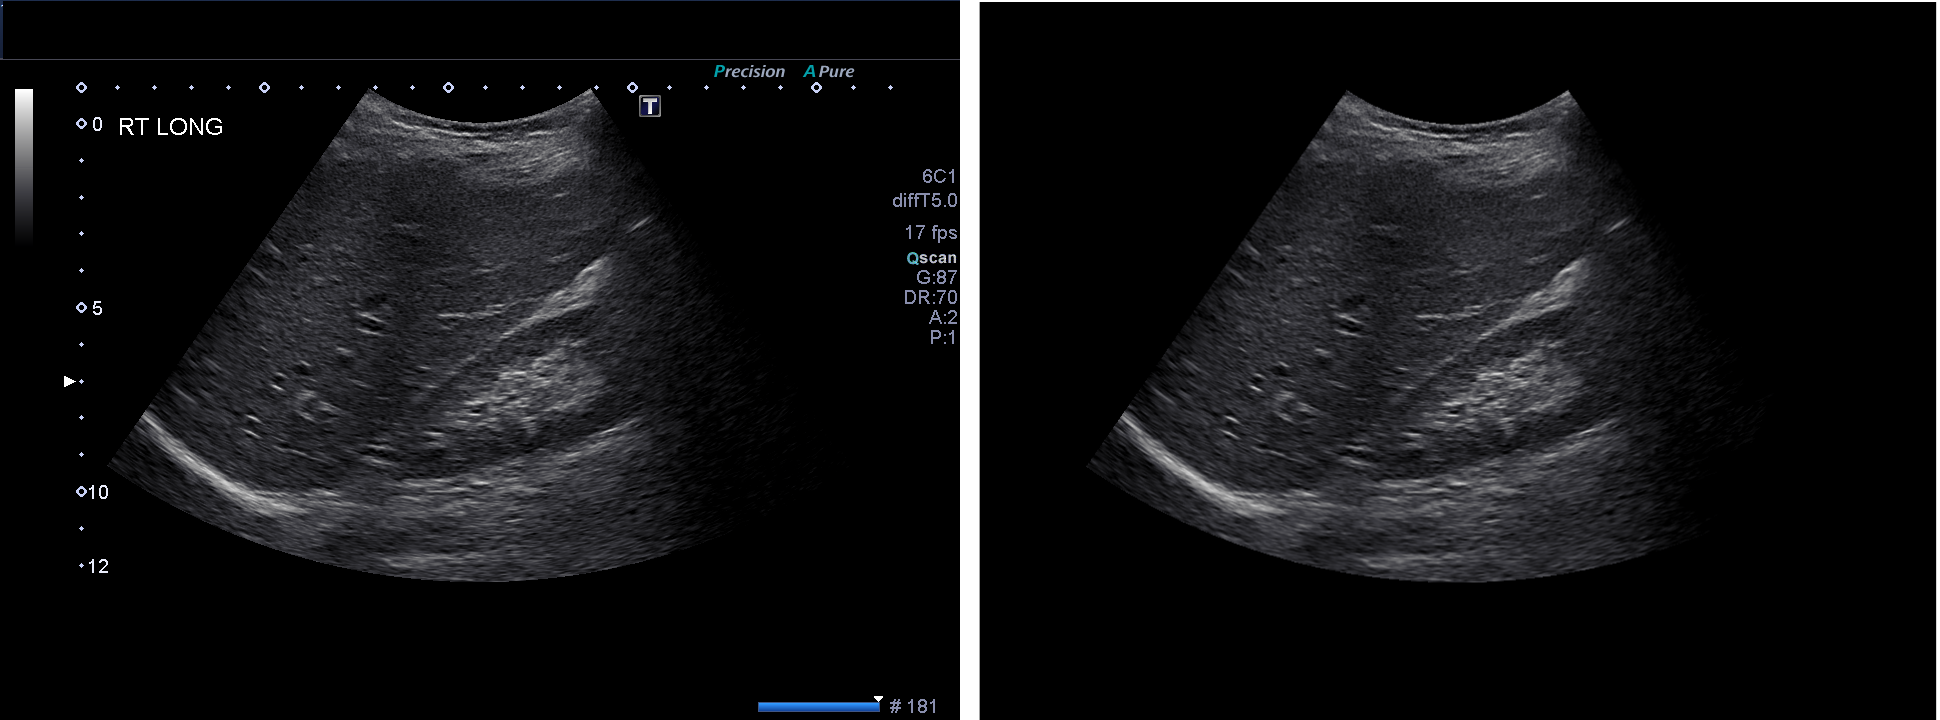 Precision A Pure
T
0 RT LONG
6C1
diffT5.0
17 fps
Qscan
G:87
DR:70
A:2
P:1
5
10
12
# 181